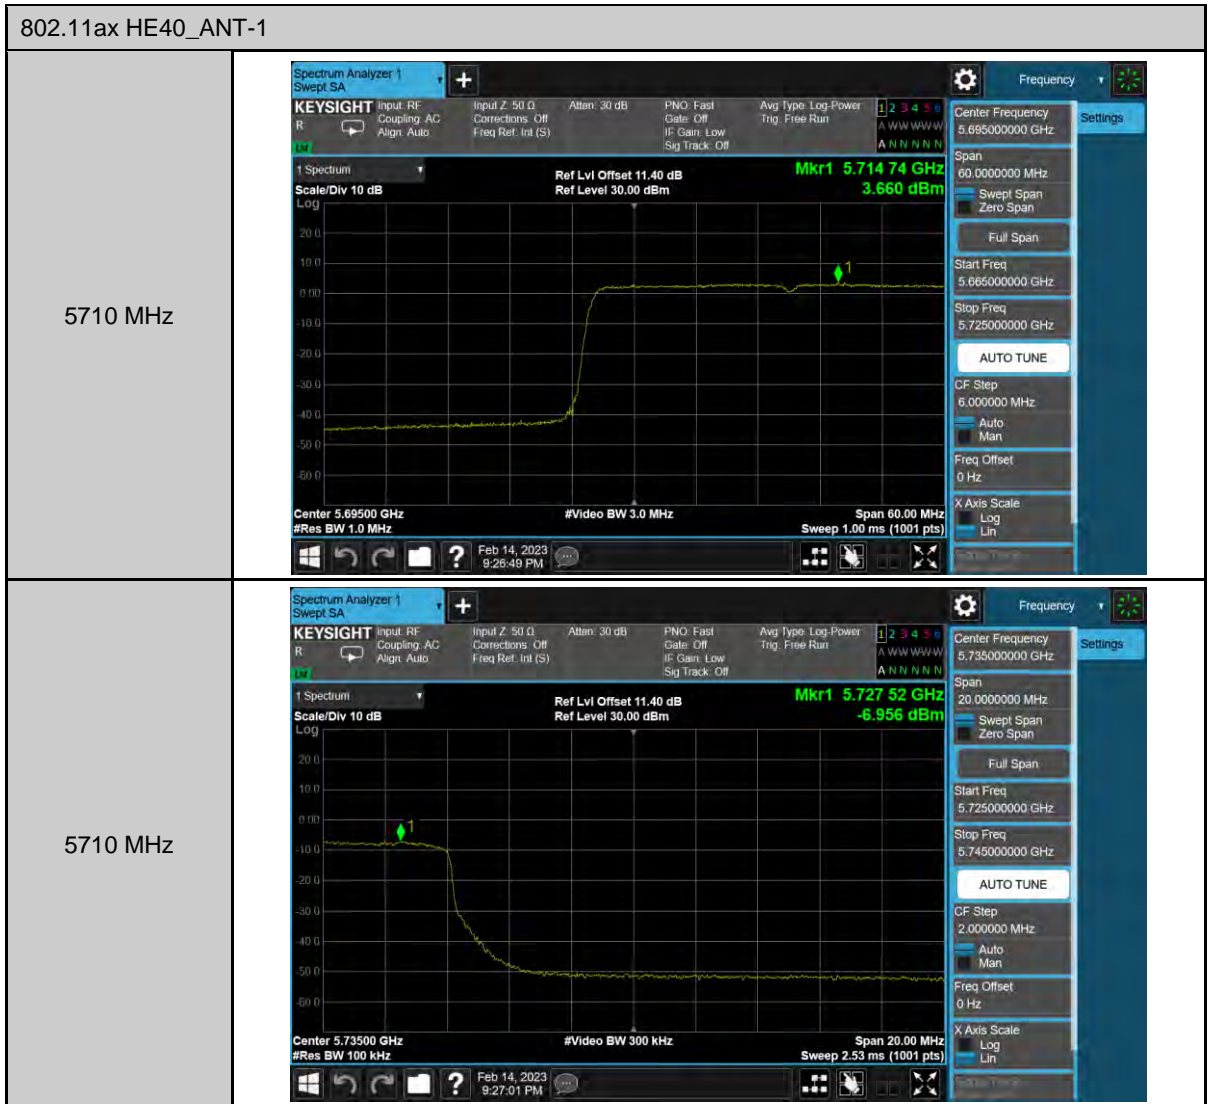 802.11ax HE40_ANT-1
5710 MHz
Spectrum Analyzer 1
Swept SA
Frequency
KEYSIGHT
R
Input: RF
Coupling: AC
Align: Auto
Input Z: 50 Ω
Corrections: Off
Freq Ref: Int (S)
Atten: 30 dB
PNO: Fast
Gate: Off
IF Gain: Low
Sig Track: Off
Avg Type: Log-Power
Trig: Free Run
1 2 3 4 5 6
A W W W W W
A N N N N N
1 Spectrum
Scale/Div 10 dB
Log
Ref Lvl Offset 11.40 dB
Ref Level 30.00 dBm
Mkr1 5.714 74 GHz
3.660 dBm
20.0
10.0
0.00
-10.0
-20.0
-30.0
-40.0
-50.0
-60.0
1
Center 5.69500 GHz
#Res BW 1.0 MHz
#Video BW 3.0 MHz
Span 60.00 MHz
Sweep 1.00 ms (1001 pts)
Feb 14, 2023
9:26:49 PM
Center Frequency
5.695000000 GHz
Span
60.0000000 MHz
Swept Span
Zero Span
Full Span
Start Freq
5.665000000 GHz
Stop Freq
5.725000000 GHz
AUTO TUNE
CF Step
6.000000 MHz
Auto
Man
Freq Offset
0 Hz
X Axis Scale
Log
Lin
Settings
5710 MHz
Spectrum Analyzer 1
Swept SA
Frequency
KEYSIGHT
R
Input: RF
Coupling: AC
Align: Auto
Input Z: 50 Ω
Corrections: Off
Freq Ref: Int (S)
Atten: 30 dB
PNO: Fast
Gate: Off
IF Gain: Low
Sig Track: Off
Avg Type: Log-Power
Trig: Free Run
1 2 3 4 5 6
A W W W W W
A N N N N N
1 Spectrum
Scale/Div 10 dB
Log
Ref Lvl Offset 11.40 dB
Ref Level 30.00 dBm
Mkr1 5.727 52 GHz
-6.956 dBm
20.0
10.0
0.00
-10.0
-20.0
-30.0
-40.0
-50.0
-60.0
1
Center 5.73500 GHz
#Res BW 100 kHz
#Video BW 300 kHz
Span 20.00 MHz
Sweep 2.53 ms (1001 pts)
Feb 14, 2023
9:27:01 PM
Center Frequency
5.735000000 GHz
Span
20.0000000 MHz
Swept Span
Zero Span
Full Span
Start Freq
5.725000000 GHz
Stop Freq
5.745000000 GHz
AUTO TUNE
CF Step
2.000000 MHz
Auto
Man
Freq Offset
0 Hz
X Axis Scale
Log
Lin
Settings